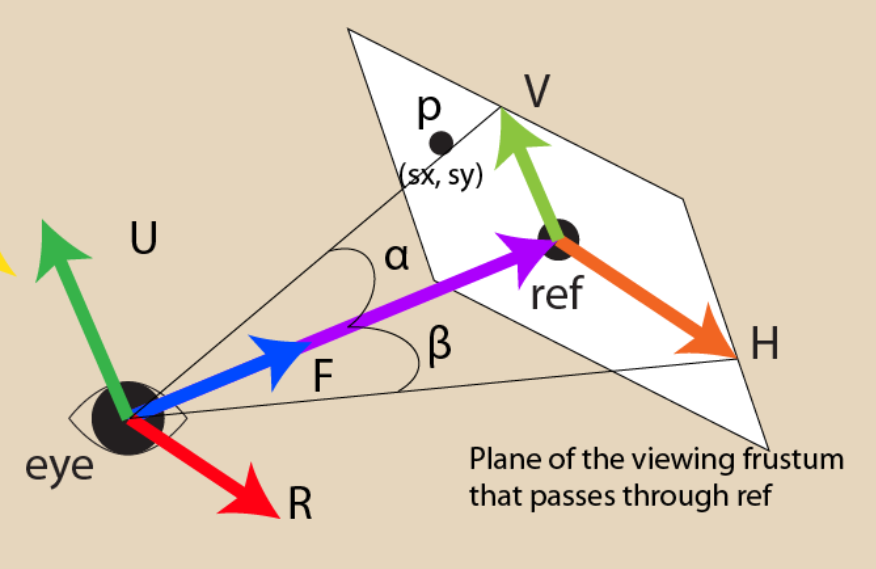 V
p
(sx, sy)
U
α
ref
β
H
F
eye
R
Plane of the viewing frustum
that passes through ref